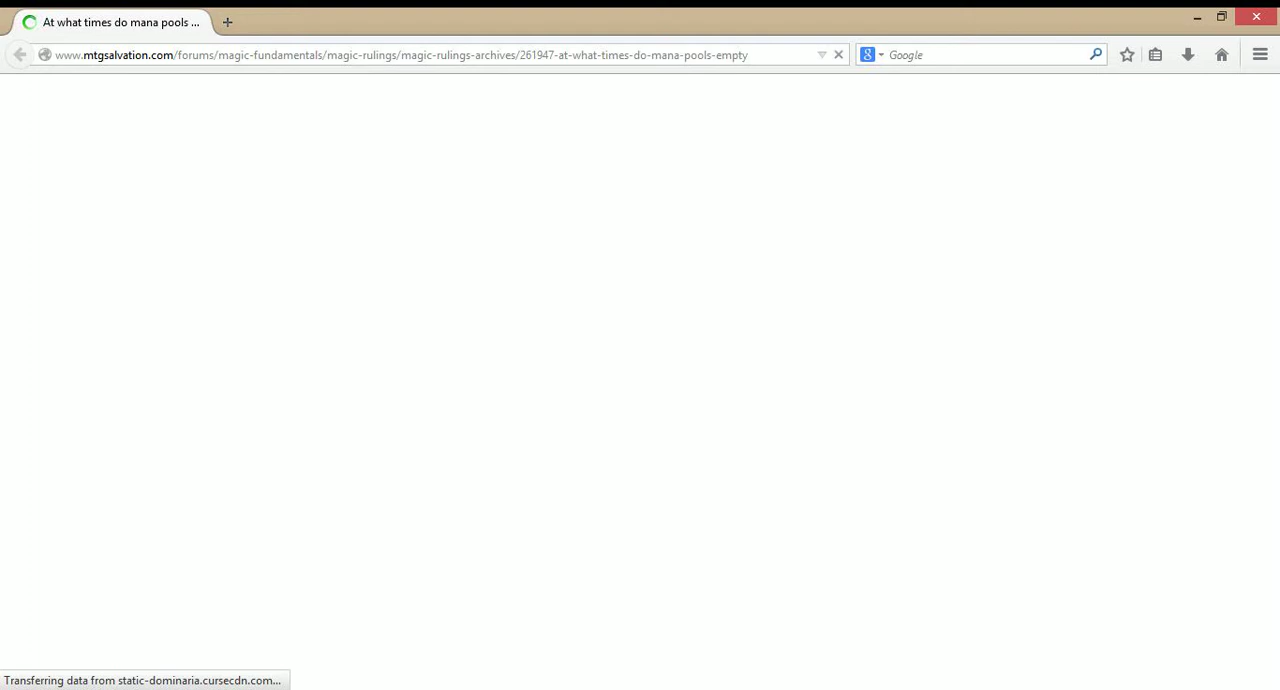 At what times do mana pools ...
www.mtgsalvation.com/forums/magic-fundamentals/magic-rulings/magic-rulings-archives/261947-at-what-times-do-mana-pools-empty
8 Google
Transferring data from static-dominaria.cursecdn.com...